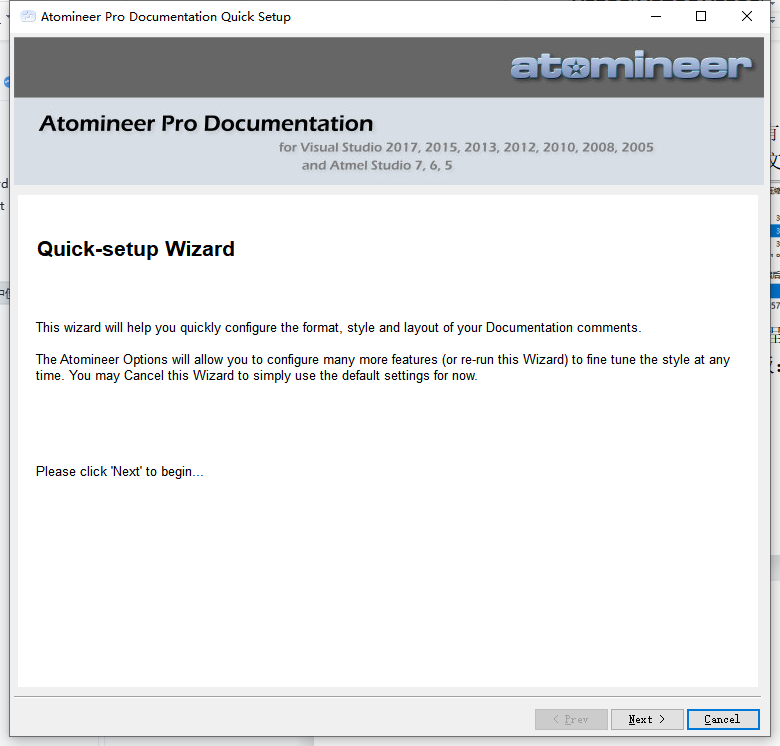 Atomineer Pro Documentation Quick Setup
atomineer
Atomineer Pro Documentation
for Visual Studio 2017, 2015, 2013, 2012, 2010, 2008, 2005
and Atmel Studio 7, 6, 5
Quick-setup Wizard
This wizard will help you quickly configure the format, style and layout of your Documentation comments.
The Atomineer Options will allow you to configure many more features (or re-run this Wizard) to fine tune the style at any
time. You may Cancel this Wizard to simply use the default settings for now.
Please click 'Next' to begin...
< Prev
Next >
Cancel